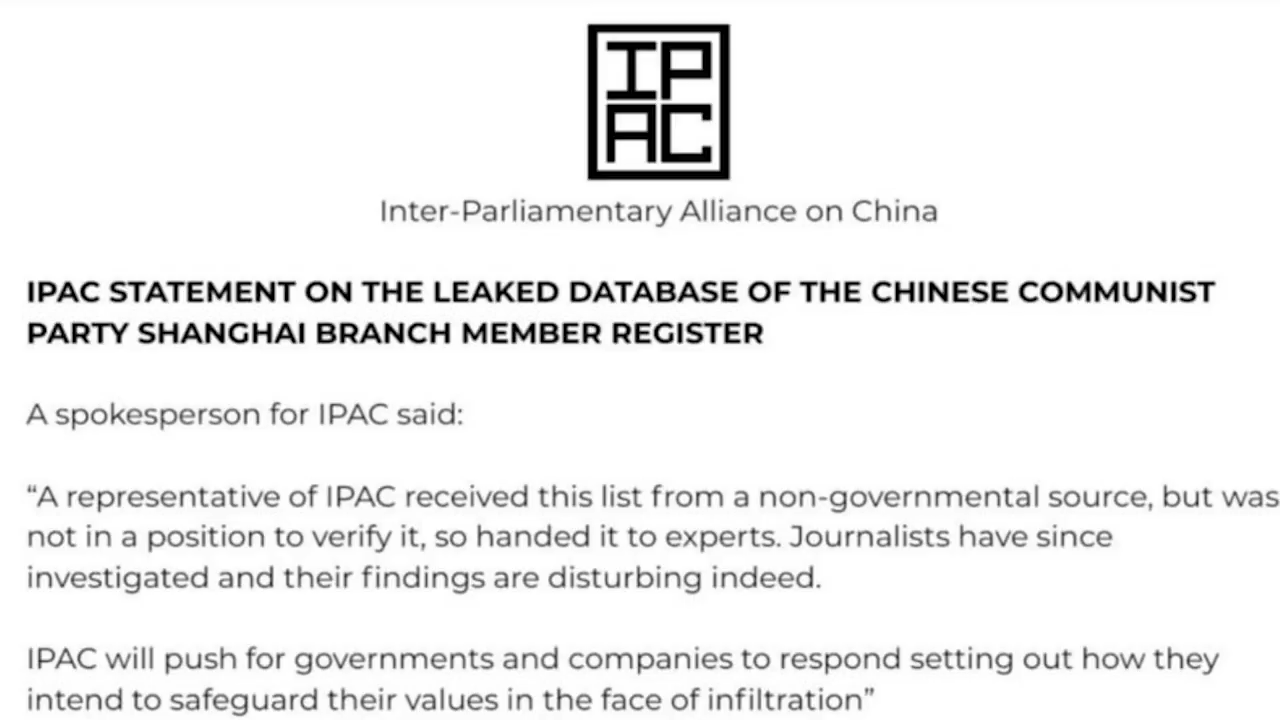 IP
AC
Inter-Parliamentary Alliance on China
IPAC STATEMENT ON THE LEAKED DATABASE OF THE CHINESE COMMUNIST
PARTY SHANGHAI BRANCH MEMBER REGISTER
A spokesperson for IPAC said:
“A representative of IPAC received this list from a non-governmental source, but was
not in a position to verify it, so handed it to experts. Journalists have since
investigated and their findings are disturbing indeed.
IPAC will push for governments and companies to respond setting out how they
intend to safeguard their values in the face of infiltration”